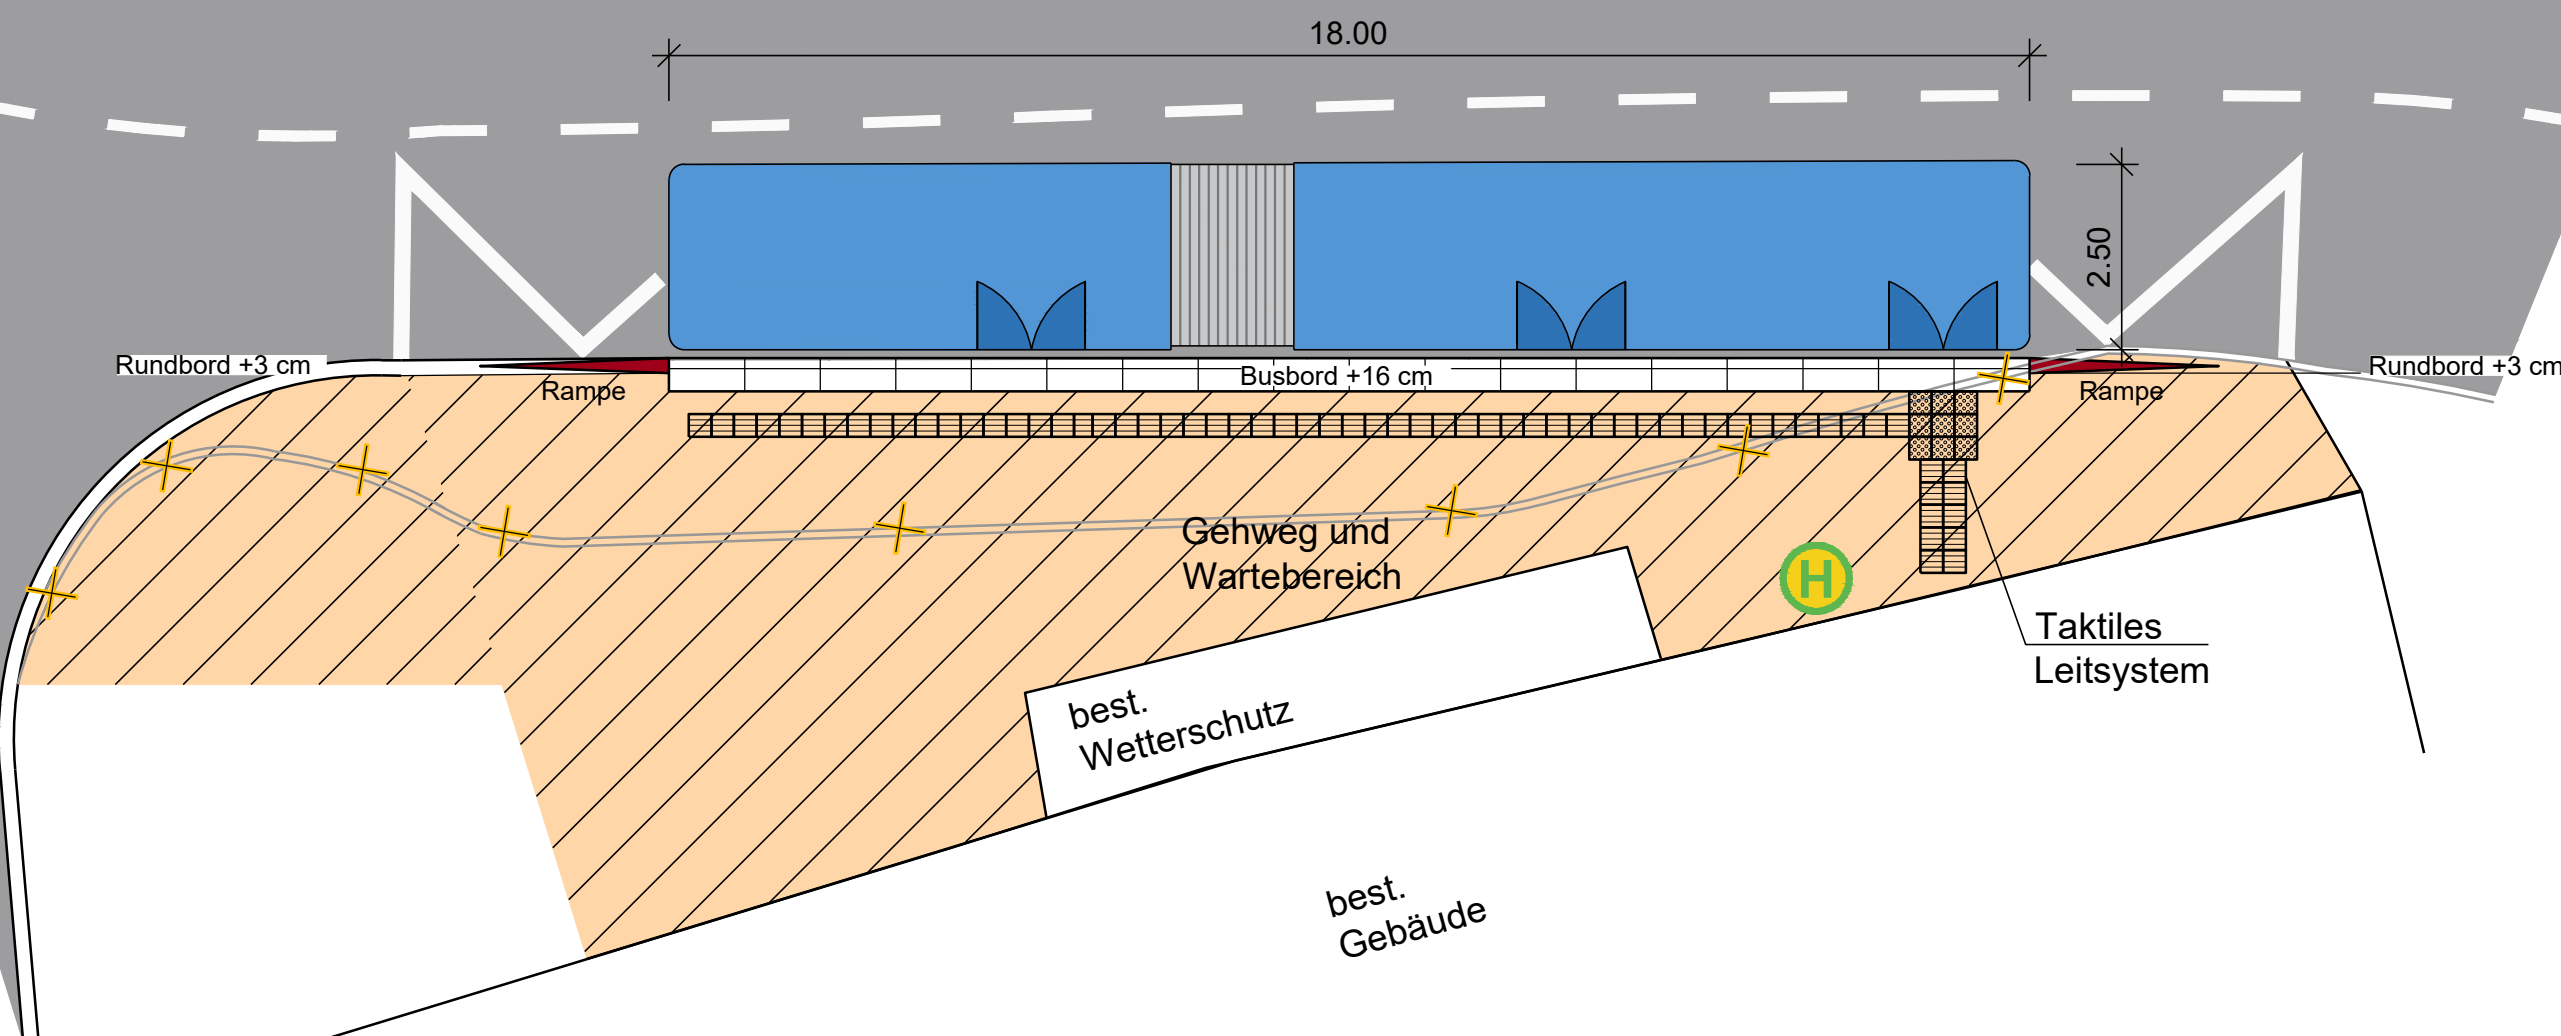 18.00
2.50
Rundbord +3 cm
Rampe
Busbord +16 cm
Rundbord +3 cm
Rampe
Gehweg und
Wartebereich
H
Taktiles
Leitsystem
best.
Wetterschutz
best.
Gebäude